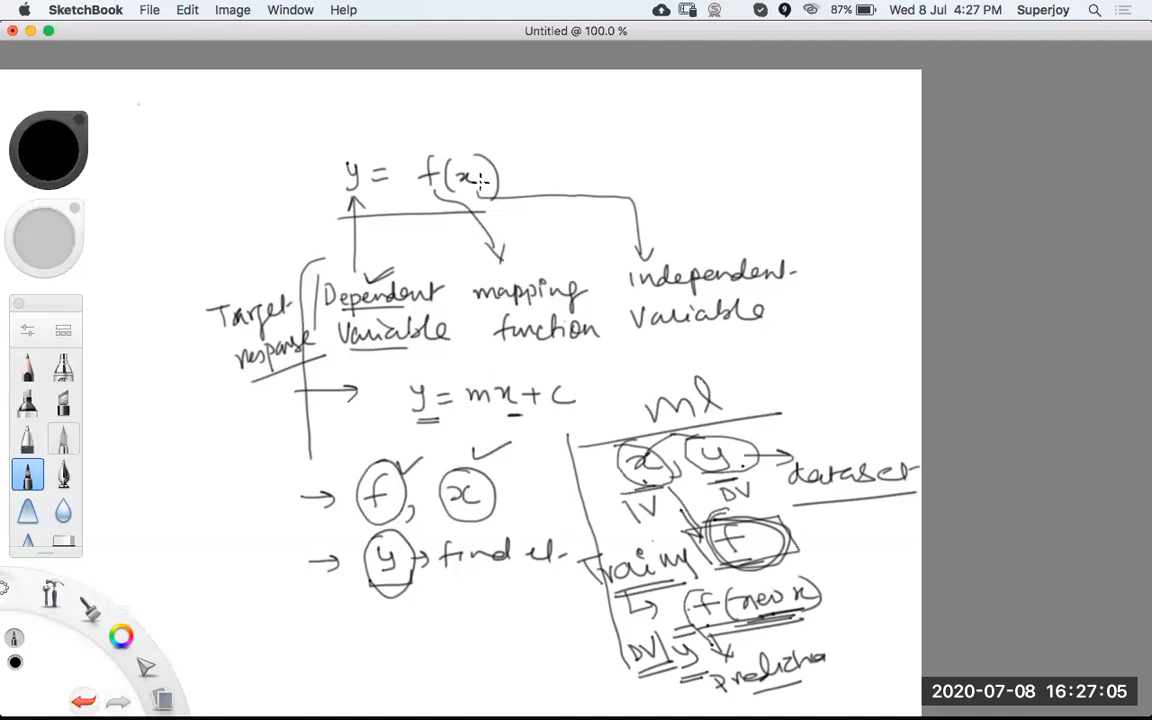 SketchBook File Edit Image Window Help 87% Wed 8 Jul 4:27 PM Superjoy
Untitled @ 100.0 %
y = f(x)
Target response
Dependent Variable
mapping function
independent Variable
y = mx + c
f, x
y → find it
ml
x, y → dataset
IV DV
f
Training
f(new x)
DV y
prediction
2020-07-08 16:27:05